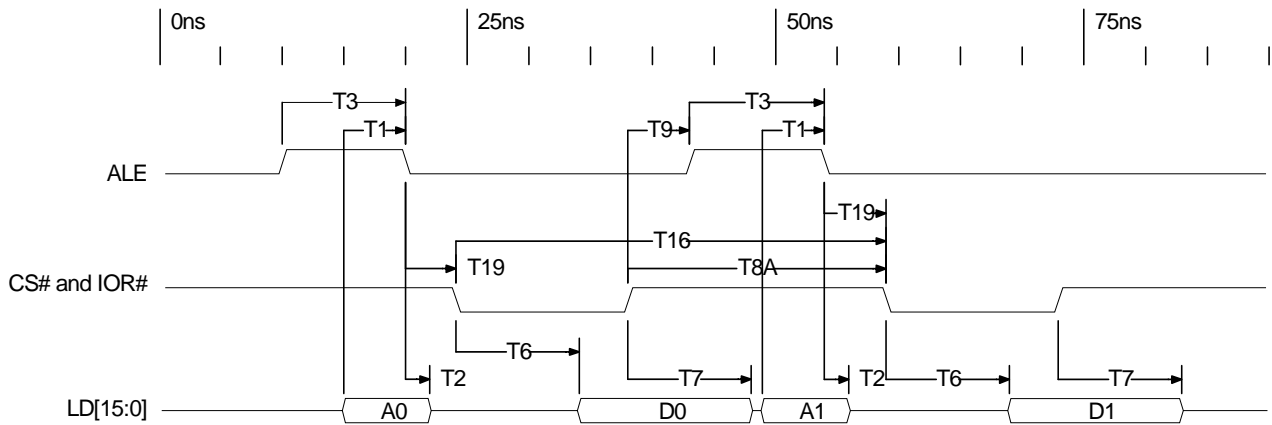 0ns 25ns 50ns 75ns
T3 T3
T1 T9 T1
ALE
T19
T16
T19 T8A
CS# and IOR#
T6
T2 T7 T2 T6 T7
LD[15:0] A0 D0 A1 D1